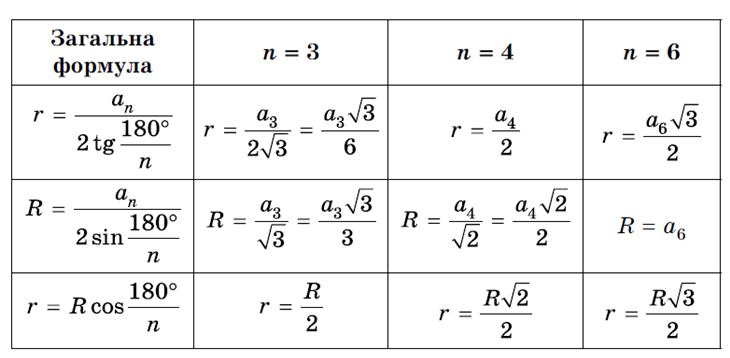 Загальна формула | n = 3 | n = 4 | n = 6
r = aₙ / (2 tg 180°/n) | r = a₃/(2√3) = a₃√3/6 | r = a₄/2 | r = a₆√3/2
R = aₙ / (2 sin 180°/n) | R = a₃/√3 = a₃√3/3 | R = a₄/√2 = a₄√2/2 | R = a₆
r = R cos 180°/n | r = R/2 | r = R√2/2 | r = R√3/2